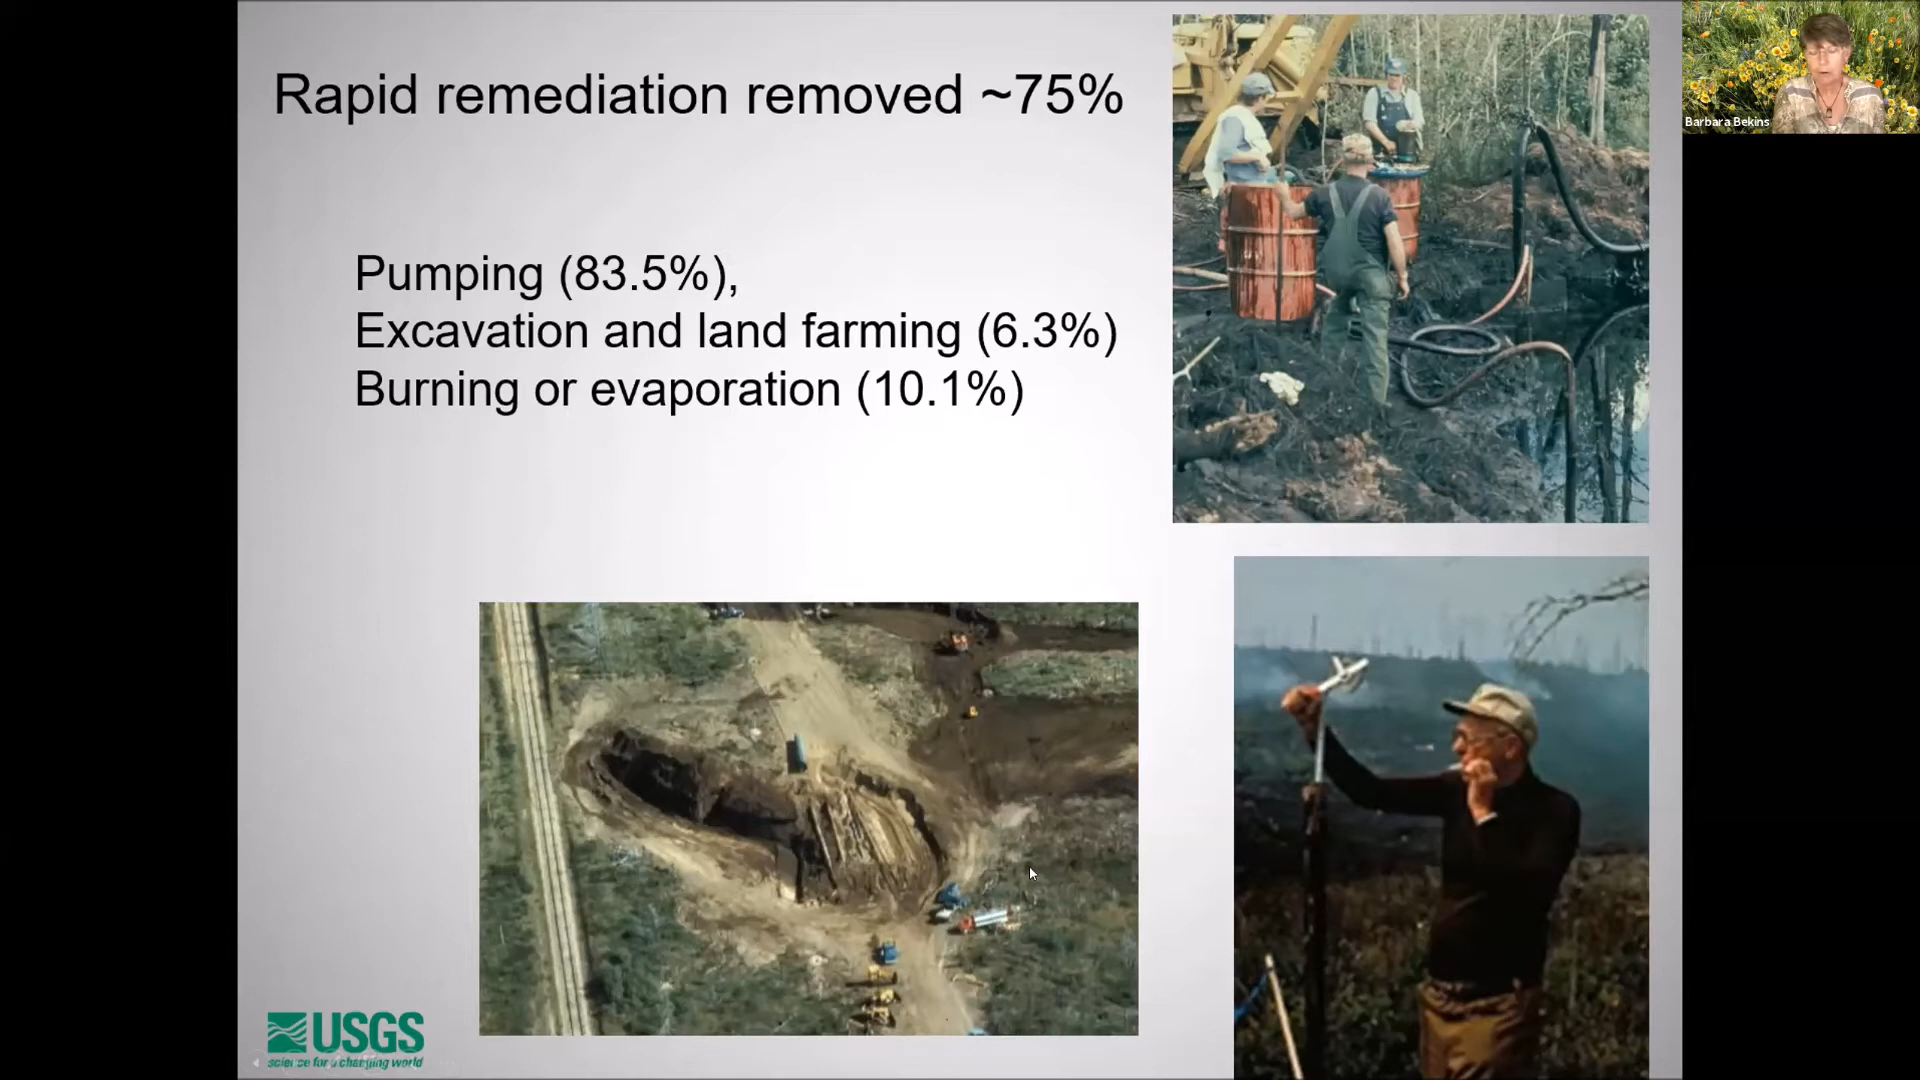 Rapid remediation removed ~75%
Barbara Bekins
Pumping (83.5%),
Excavation and land farming (6.3%)
Burning or evaporation (10.1%)
USGS
science for a changing world